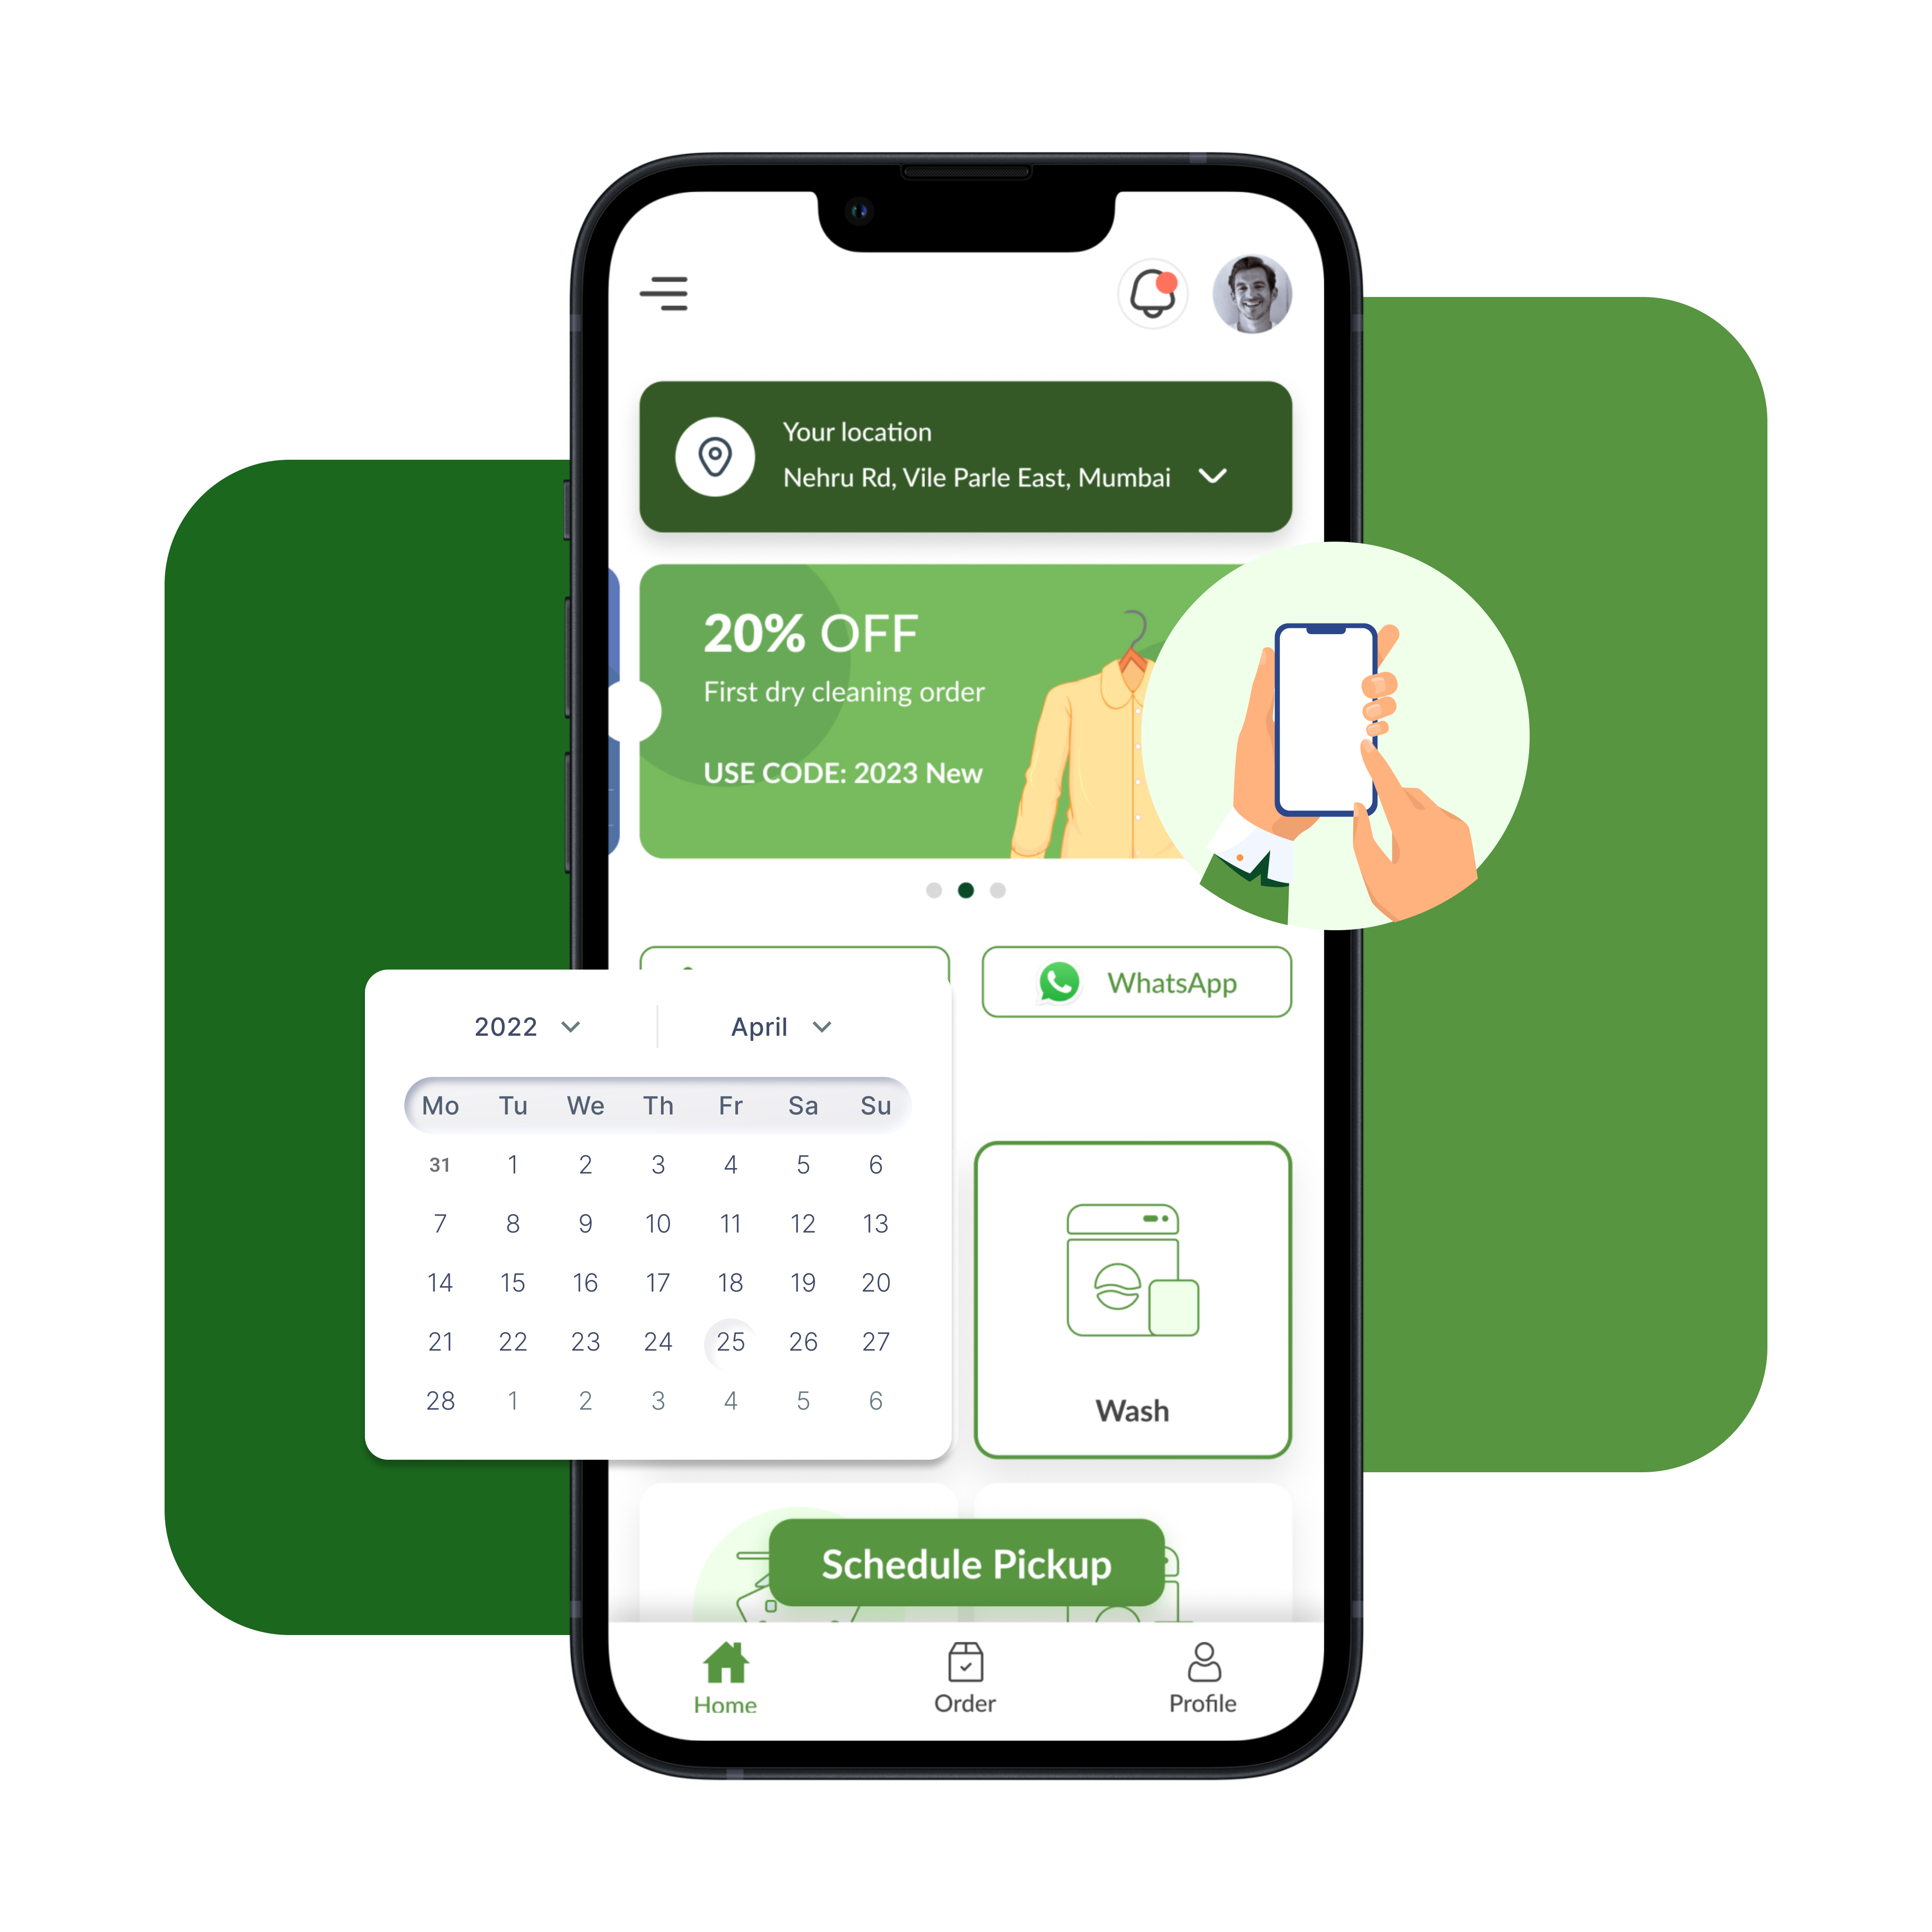 Your location
Nehru Rd, Vile Parle East, Mumbai
20% OFF
First dry cleaning order
USE CODE: 2023 New
WhatsApp
2022 April
Mo Tu We Th Fr Sa Su
31 1 2 3 4 5 6
7 8 9 10 11 12 13
14 15 16 17 18 19 20
21 22 23 24 25 26 27
28 1 2 3 4 5 6
Wash
Schedule Pickup
Home Order Profile